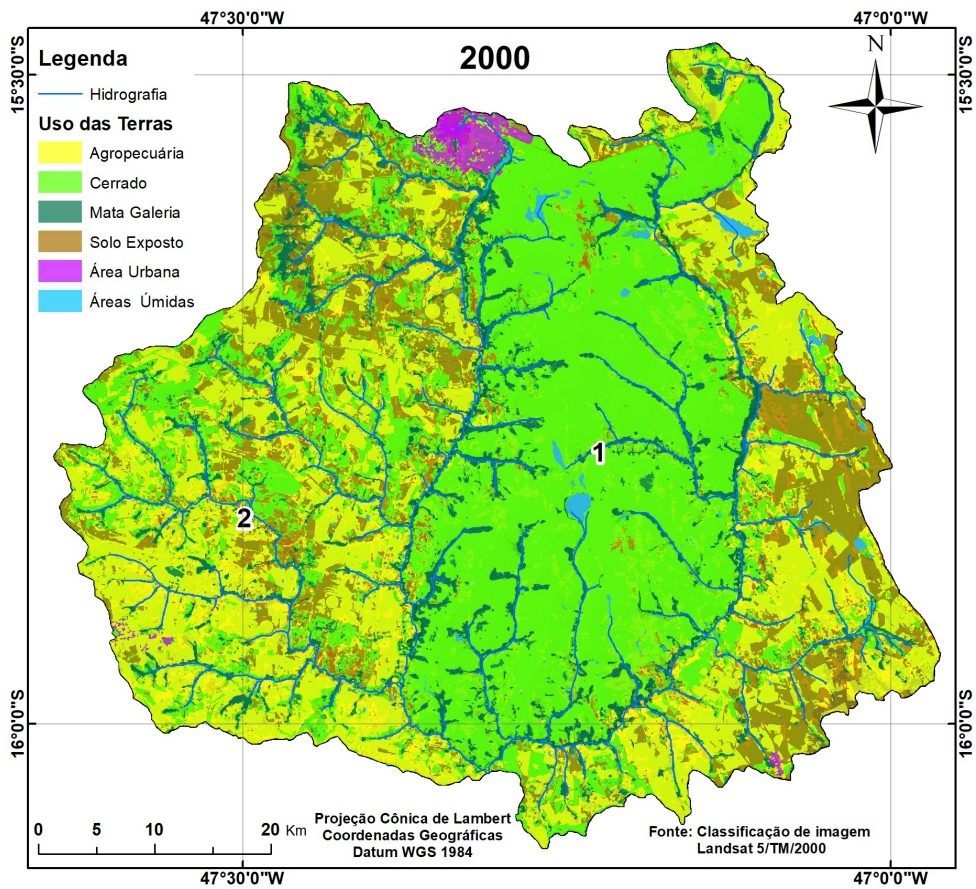 47°30'0"W
47°0'0"W
2000
N
15°30'0"S
15°30'0"S
Legenda
Hidrografia
Uso das Terras
Agropecuária
Cerrado
Mata Galeria
Solo Exposto
Área Urbana
Áreas Úmidas
1
2
16°0'0"S
16°0'0"S
0 5 10 20 Km
Projeção Cônica de Lambert
Coordenadas Geográficas
Datum WGS 1984
Fonte: Classificação de imagem
Landsat 5/TM/2000
47°30'0"W
47°0'0"W